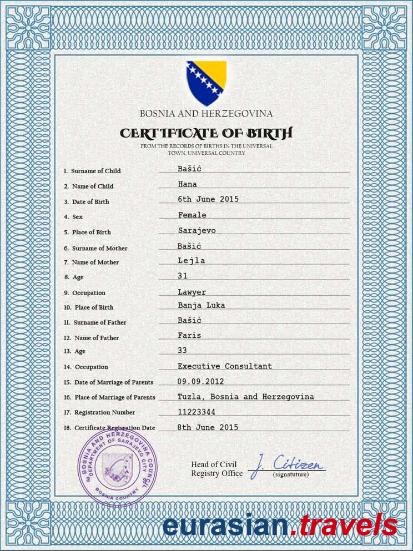 BOSNIA AND HERZEGOVINA
CERTIFICATE OF BIRTH
FROM THE RECORDS OF BIRTHS IN THE UNIVERSAL
TOWN, UNIVERSAL COUNTRY
1. Surname of Child Bašić
2. Name of Child Hana
3. Date of Birth 6th June 2015
4. Sex Female
5. Place of Birth Sarajevo
6. Surname of Mother Bašić
7. Name of Mother Lejla
8. Age 31
9. Ocupation Lawyer
10. Place of Birth Banja Luka
11. Surname of Father Bašić
12. Name of Father Faris
13. Age 33
14. Occupation Executive Consultant
15. Date of Marriage of Parents 09.09.2012
16. Place of Marriage of Parents Tuzla, Bosnia and Herzegovina
17. Registration Number 11223344
18. Certificate Registration Date 8th June 2015
BOSNIA AND HERZEGOVINA
DEPARTMENT OF SARAJEVO CITY
BOSNIA COUNTRY
Head of Civil
Registry Office
J. Citizen
(signature)
eurasian.travels